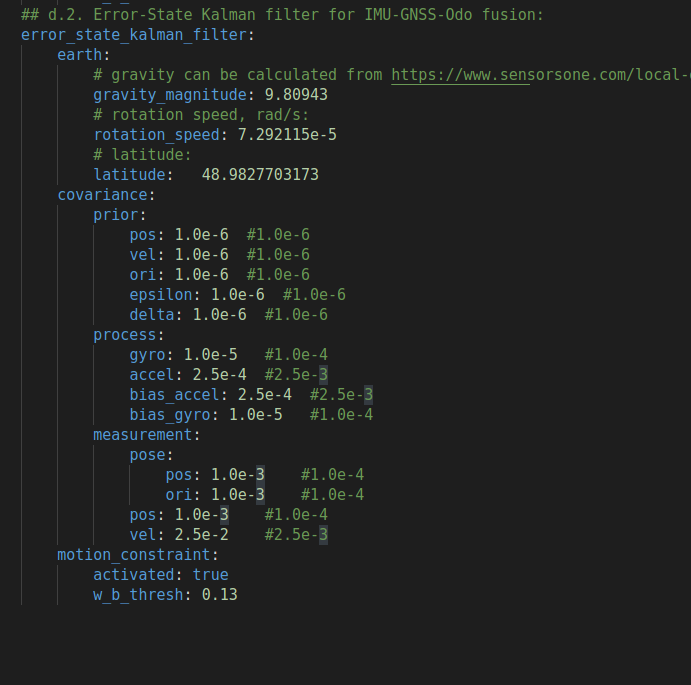 ## d.2. Error-State Kalman filter for IMU-GNSS-Odo fusion:
error_state_kalman_filter:
    earth:
        # gravity can be calculated from https://www.sensorsone.com/local-
        gravity_magnitude: 9.80943
        # rotation speed, rad/s:
        rotation_speed: 7.292115e-5
        # latitude:
        latitude:   48.9827703173
    covariance:
        prior:
            pos: 1.0e-6  #1.0e-6
            vel: 1.0e-6  #1.0e-6
            ori: 1.0e-6  #1.0e-6
            epsilon: 1.0e-6  #1.0e-6
            delta: 1.0e-6  #1.0e-6
        process:
            gyro: 1.0e-5   #1.0e-4
            accel: 2.5e-4  #2.5e-3
            bias_accel: 2.5e-4  #2.5e-3
            bias_gyro: 1.0e-5   #1.0e-4
        measurement:
            pose:
                pos: 1.0e-3    #1.0e-4
                ori: 1.0e-3    #1.0e-4
            pos: 1.0e-3    #1.0e-4
            vel: 2.5e-2    #2.5e-3
    motion_constraint:
        activated: true
        w_b_thresh: 0.13